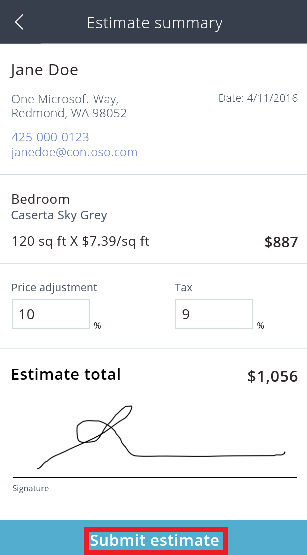 Estimate summary
Jane Doe
One Microsoft Way,
Date: 4/11/2016
Redmond, WA 98052
425 000 0123
janedoe@con.oso.com
Bedroom
Caserta Sky Grey
120 sq ft X $7.39/sq ft
$887
Price adjustment
Tax
10
%
9
%
Estimate total
$1,056
Signature
Submit estimate